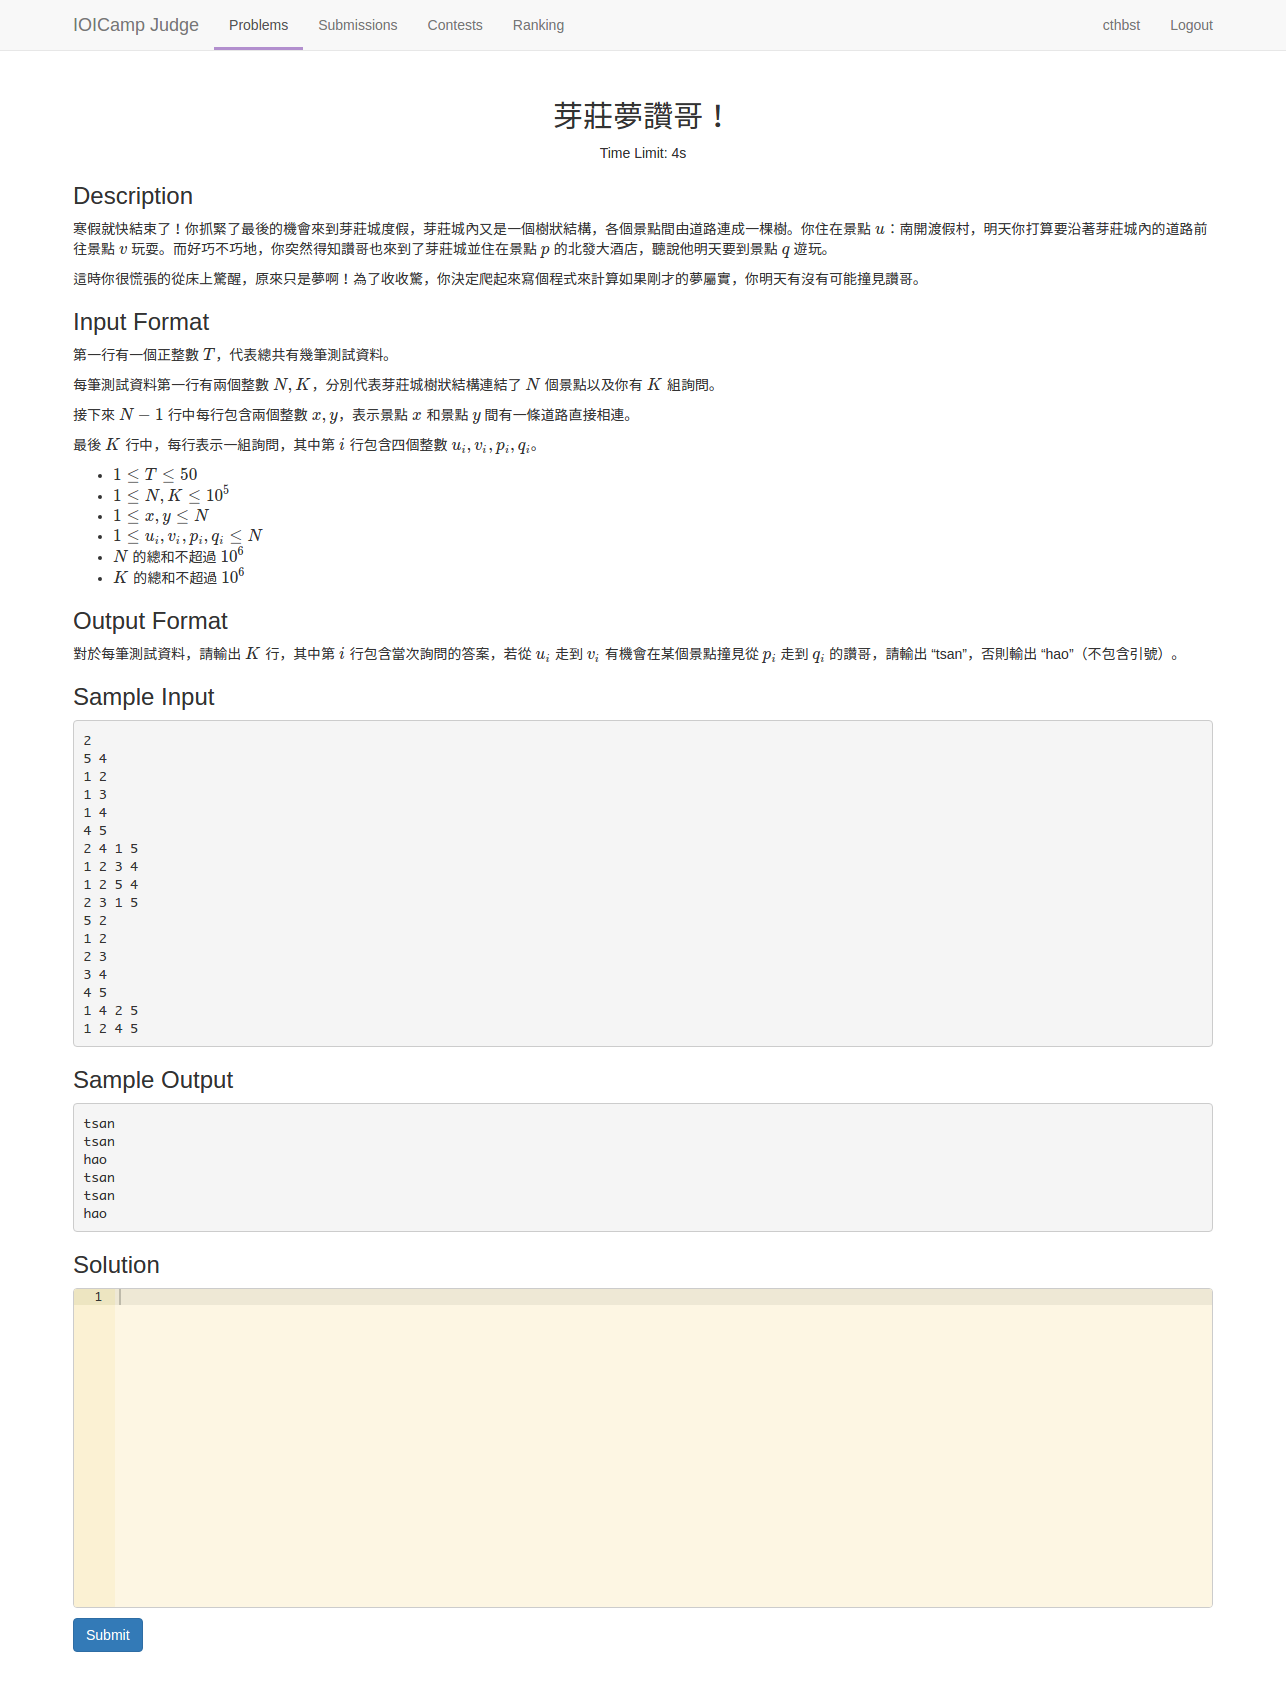 IOICamp Judge Problems Submissions Contests Ranking cthbst Logout
芽莊夢讚哥！
Time Limit: 4s
Description
寒假就快結束了！你抓緊了最後的機會來到芽莊城度假，芽莊城內又是一個樹狀結構，各個景點間由道路連成一棵樹。你住在景點 u：南開渡假村，明天你打算要沿著芽莊城內的道路前
往景點 v 玩耍。而好巧不巧地，你突然得知讚哥也來到了芽莊城並住在景點 p 的北發大酒店，聽說他明天要到景點 q 遊玩。
這時你很慌張的從床上驚醒，原來只是夢啊！為了收收驚，你決定爬起來寫個程式來計算如果剛才的夢屬實，你明天有沒有可能撞見讚哥。
Input Format
第一行有一個正整數 T，代表總共有幾筆測試資料。
每筆測試資料第一行有兩個整數 N, K，分別代表芽莊城樹狀結構連結了 N 個景點以及你有 K 組詢問。
接下來 N − 1 行中每行包含兩個整數 x, y，表示景點 x 和景點 y 間有一條道路直接相連。
最後 K 行中，每行表示一組詢問，其中第 i 行包含四個整數 u_i, v_i, p_i, q_i。
• 1 ≤ T ≤ 50
• 1 ≤ N, K ≤ 10^5
• 1 ≤ x, y ≤ N
• 1 ≤ u_i, v_i, p_i, q_i ≤ N
• N 的總和不超過 10^6
• K 的總和不超過 10^6
Output Format
對於每筆測試資料，請輸出 K 行，其中第 i 行包含當次詢問的答案，若從 u_i 走到 v_i 有機會在某個景點撞見從 p_i 走到 q_i 的讚哥，請輸出 “tsan”，否則輸出 “hao”（不包含引號）。
Sample Input
2
5 4
1 2
1 3
1 4
4 5
2 4 1 5
1 2 3 4
1 2 5 4
2 3 1 5
5 2
1 2
2 3
3 4
4 5
1 4 2 5
1 2 4 5
Sample Output
tsan
tsan
hao
tsan
tsan
hao
Solution
1
Submit